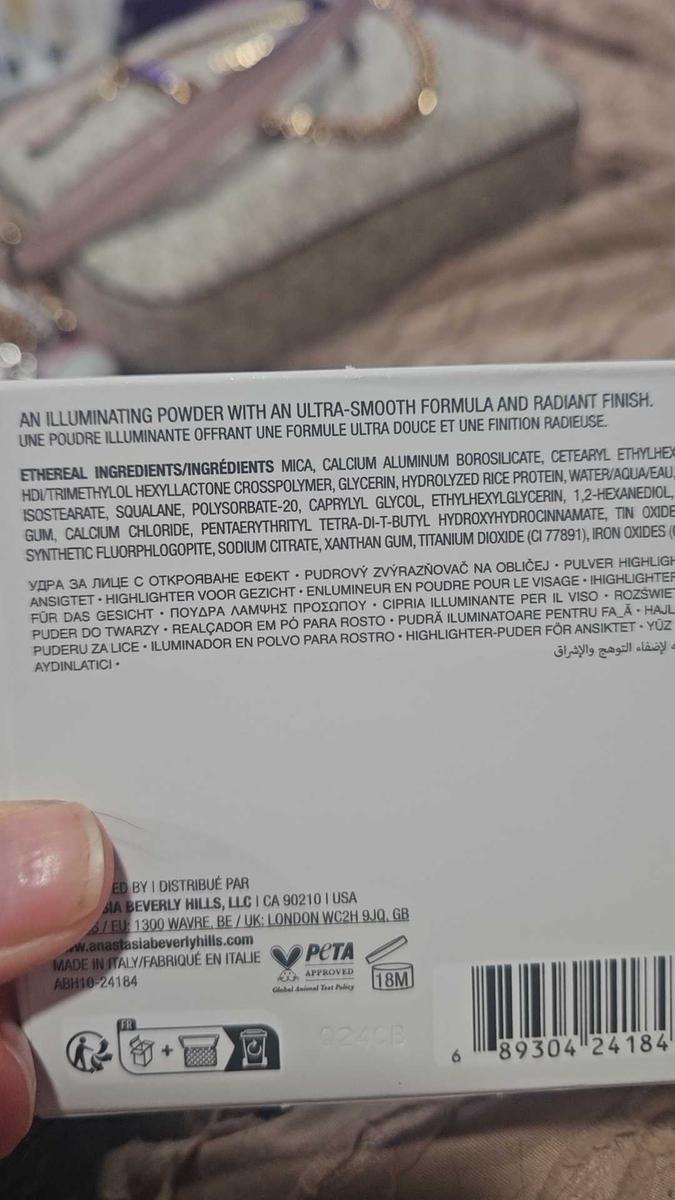 AN ILLUMINATING POWDER WITH AN ULTRA-SMOOTH FORMULA AND RADIANT FINISH.
UNE POUDRE ILLUMINANTE OFFRANT UNE FORMULE ULTRA DOUCE ET UNE FINITION RADIEUSE.
ETHEREAL INGREDIENTS/INGRÉDIENTS MICA, CALCIUM ALUMINUM BOROSILICATE, CETEARYL ETHYLHEX
HDI/TRIMETHYLOL HEXYLLACTONE CROSSPOLYMER, GLYCERIN, HYDROLYZED RICE PROTEIN, WATER/AQUA/EAU,
ISOSTEARATE, SQUALANE, POLYSORBATE-20, CAPRYLYL GLYCOL, ETHYLHEXYLGLYCERIN, 1,2-HEXANEDIOL,
GUM, CALCIUM CHLORIDE, PENTAERYTHRITYL TETRA-DI-T-BUTYL HYDROXYHYDROCINNAMATE, TIN OXIDE
SYNTHETIC FLUORPHLOGOPITE, SODIUM CITRATE, XANTHAN GUM, TITANIUM DIOXIDE (CI 77891), IRON OXIDES (
УДРА ЗА ЛИЦЕ С ОТКРОЯВАНЕ ЕФЕКТ • PUDROVÝ ZVÝRAZŇOVAČ NA OBLIČEJ • PULVER HIGHLIGH
ANSIGTET • HIGHLIGHTER VOOR GEZICHT • ENLUMINEUR EN POUDRE POUR LE VISAGE • IHIGHLIGHTER
FÜR DAS GESICHT • ΠΟΥΔΡΑ ΛΑΜΨΗΣ ΠΡΟΣΩΠΟΥ • CIPRIA ILLUMINANTE PER IL VISO • ROZŚWIET
PUDER DO TWARZY • REALÇADOR EM PÓ PARA ROSTO • PUDRĂ ILUMINATOARE PENTRU FA_Ă • HAJL
PUDERU ZA LICE • ILUMINADOR EN POLVO PARA ROSTRO • HIGHLIGHTER-PUDER FÖR ANSIKTET • YÜZ
AYDINLATICI •
لإضفاء التوهج والإشراق
ED BY | DISTRIBUÉ PAR
SIA BEVERLY HILLS, LLC | CA 90210 | USA
/ EU: 1300 WAVRE, BE / UK: LONDON WC2H 9JQ, GB
w.anastasiabeverlyhills.com
MADE IN ITALY/FABRIQUÉ EN ITALIE
ABH10-24184
PETA
APPROVED
Global Animal Test Policy
18M
FR
+
Q24CB
6 89304 24184